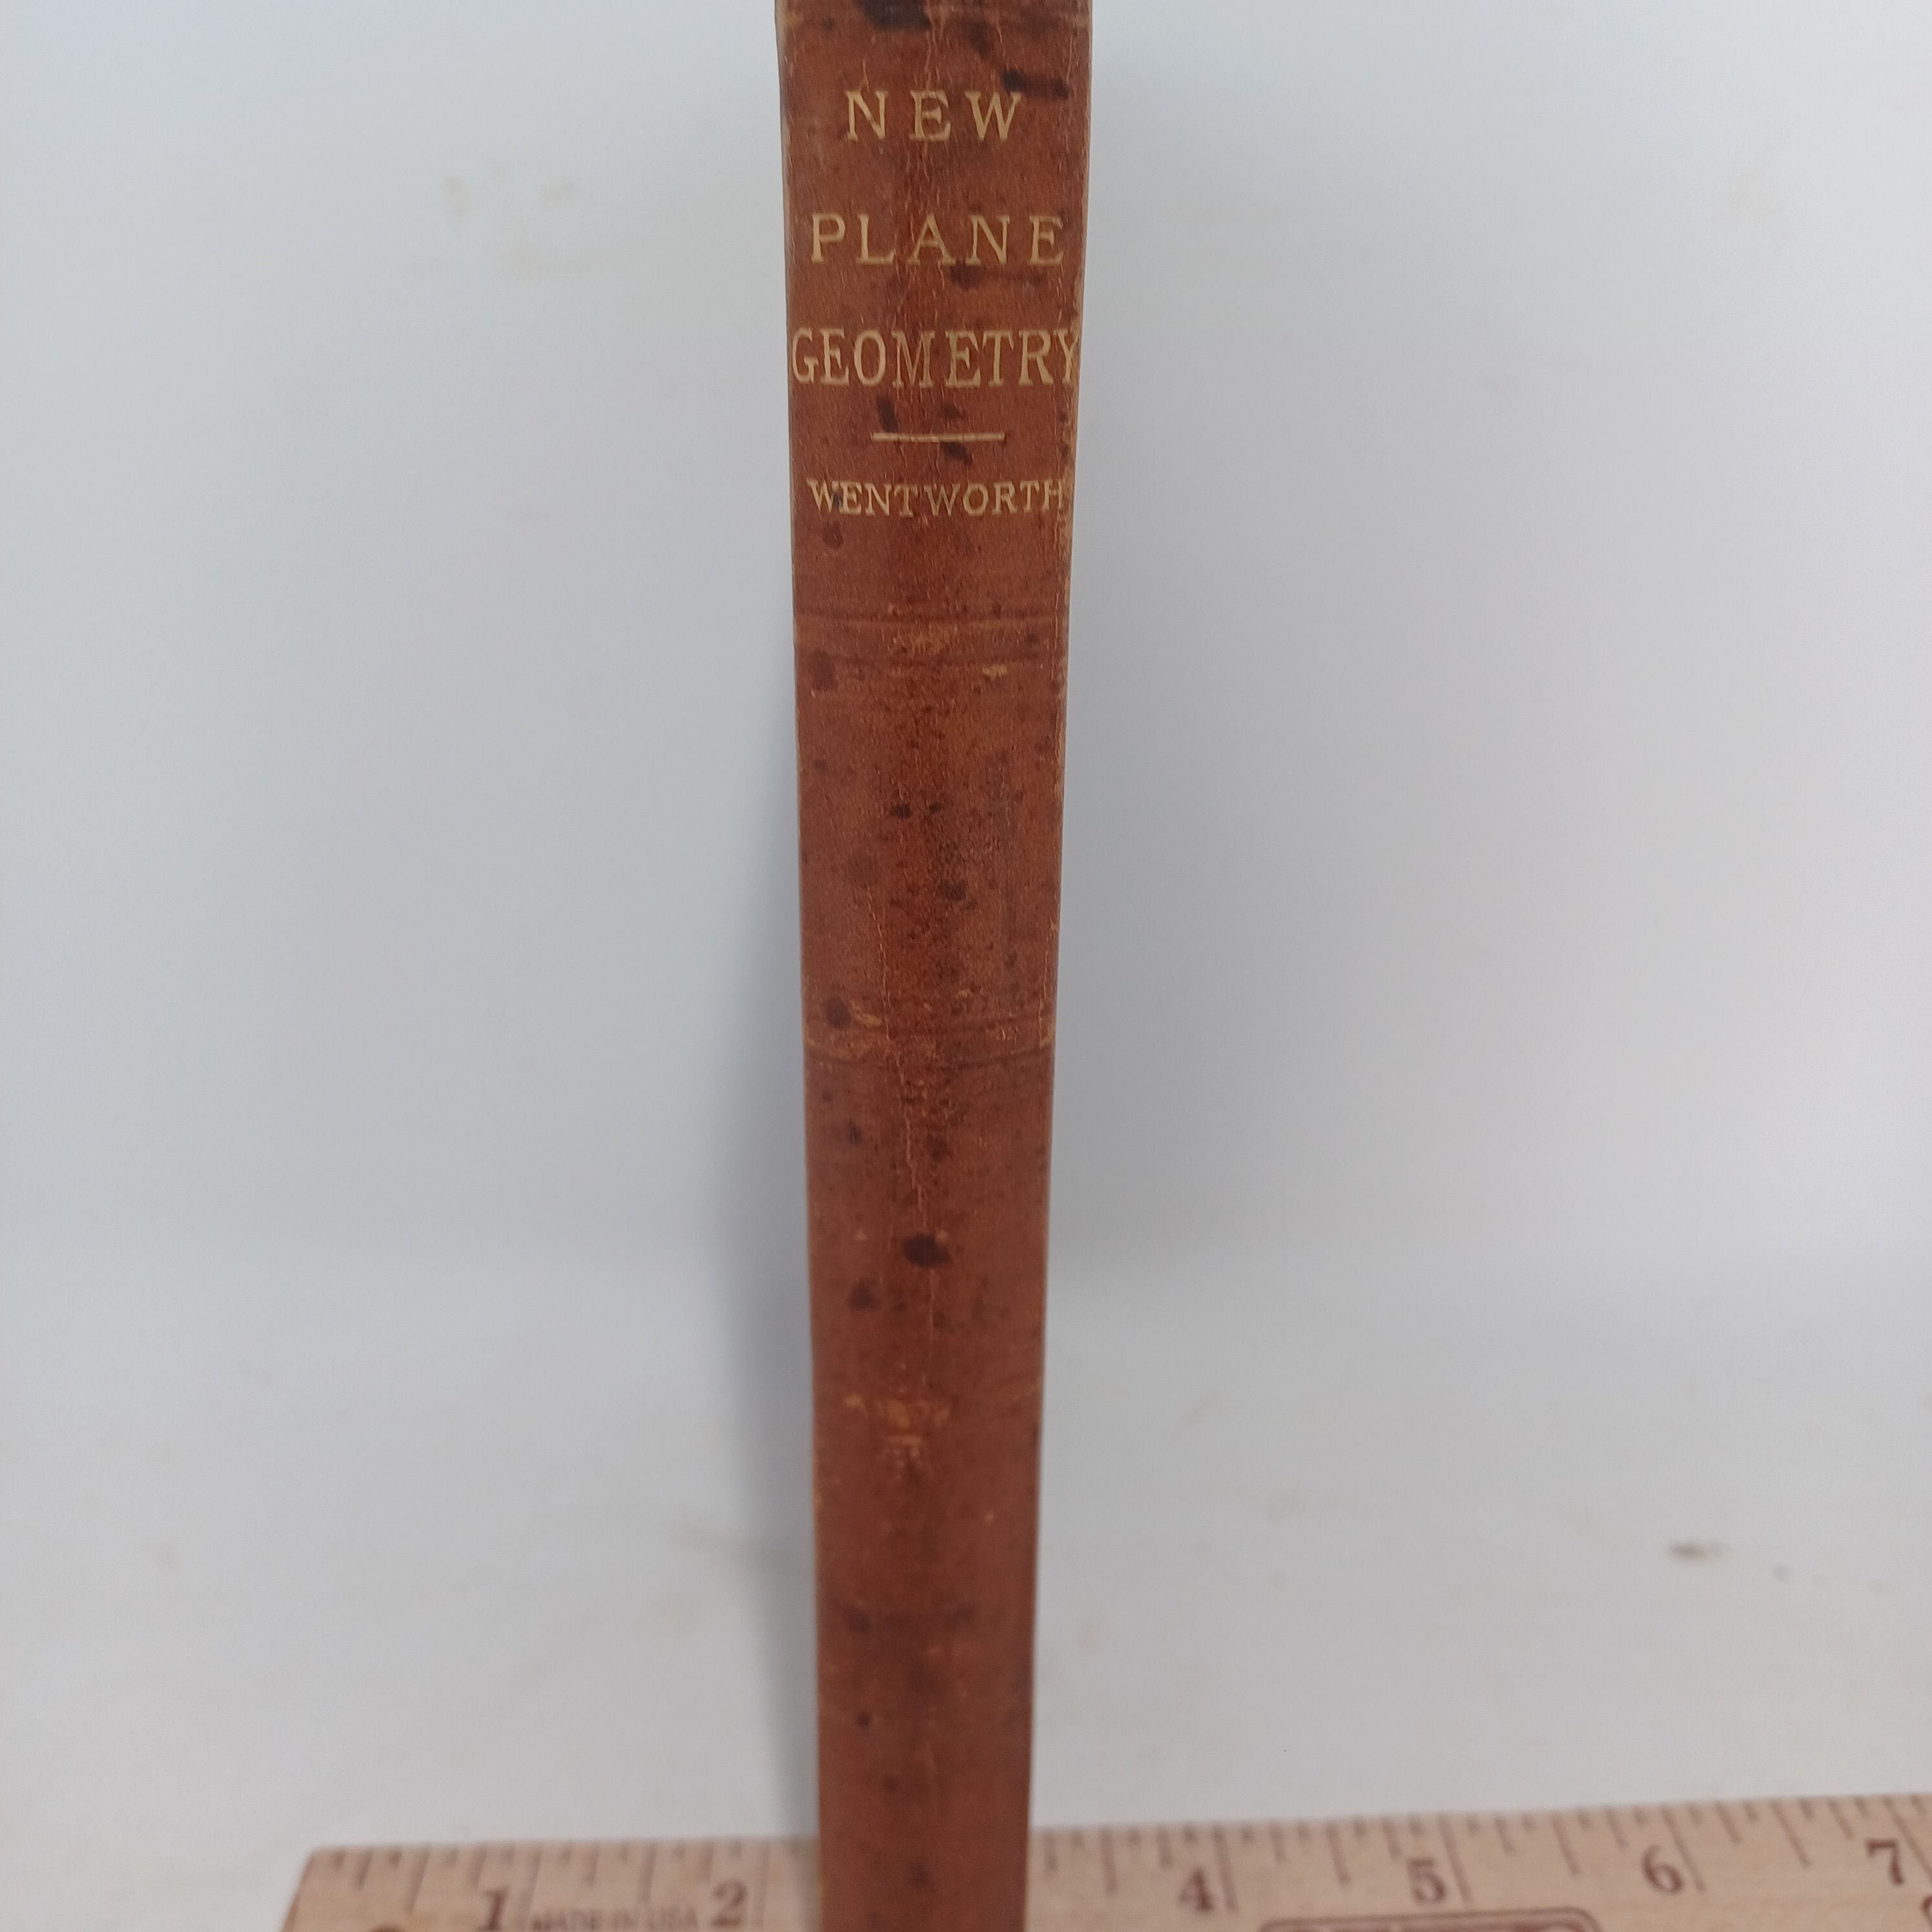 NEW
PLANE
GEOMETRY
WENTWORTH
1 MADE IN USA 2 4 5 6 7